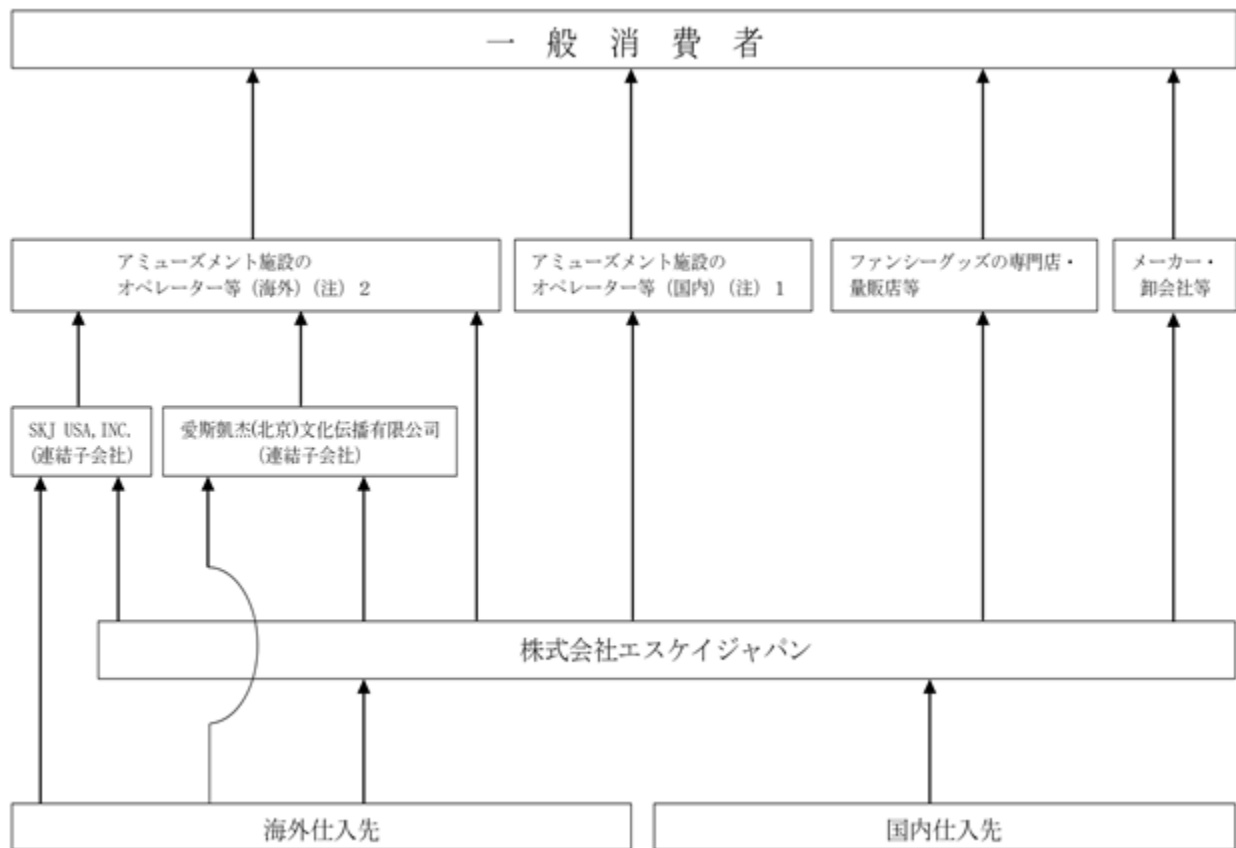 一 般 消 費 者
アミューズメント施設の
オペレーター等(海外)(注)2
アミューズメント施設の
オペレーター等(国内)(注)1
ファンシーグッズの専門店・
量販店等
メーカー・
卸会社等
SKJ USA, INC.
(連結子会社)
愛斯凱杰(北京)文化伝播有限公司
(連結子会社)
株式会社エスケイジャパン
海外仕入先
国内仕入先